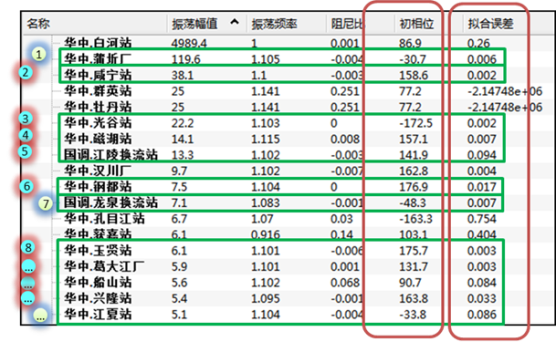 名称 振荡幅值 振荡频率 阻尼比 初相位 拟合误差
华中.白河站 4989.4 1 0.001 86.9 0.26
1 华中.蒲圻厂 119.6 1.105 -0.004 -30.7 0.006
2 华中.咸宁站 38.1 1.1 -0.003 158.6 0.002
华中.群英站 25 1.141 0.251 77.2 -2.14748e+06
华中.牡丹站 25 1.141 0.251 77.2 -2.14748e+06
3 华中.光谷站 22.2 1.103 0 -172.5 0.002
4 华中.磁湖站 14.1 1.115 0.008 157.1 0.007
5 国调.江陵换流站 13.3 1.102 -0.003 141.9 0.094
华中.汉川厂 9.7 1.102 -0.007 162.8 0.004
6 华中.钢都站 7.5 1.104 0 176.9 0.017
7 国调.龙泉换流站 7.1 1.083 -0.001 -48.3 0.007
华中.孔目江站 6.7 1.07 0.03 -163.3 0.754
华中.嘉站 6.1 0.916 0.14 103.1 0.404
8 华中.玉贤站 6.1 1.101 -0.006 175.7 0.003
... 华中.葛大江厂 5.9 1.101 0.001 131.7 0.003
... 华中.船山站 5.6 1.102 0.068 90.7 0.084
... 华中.兴隆站 5.4 1.095 -0.001 163.8 0.033
... 华中.江夏站 5.1 1.104 -0.004 -33.8 0.086